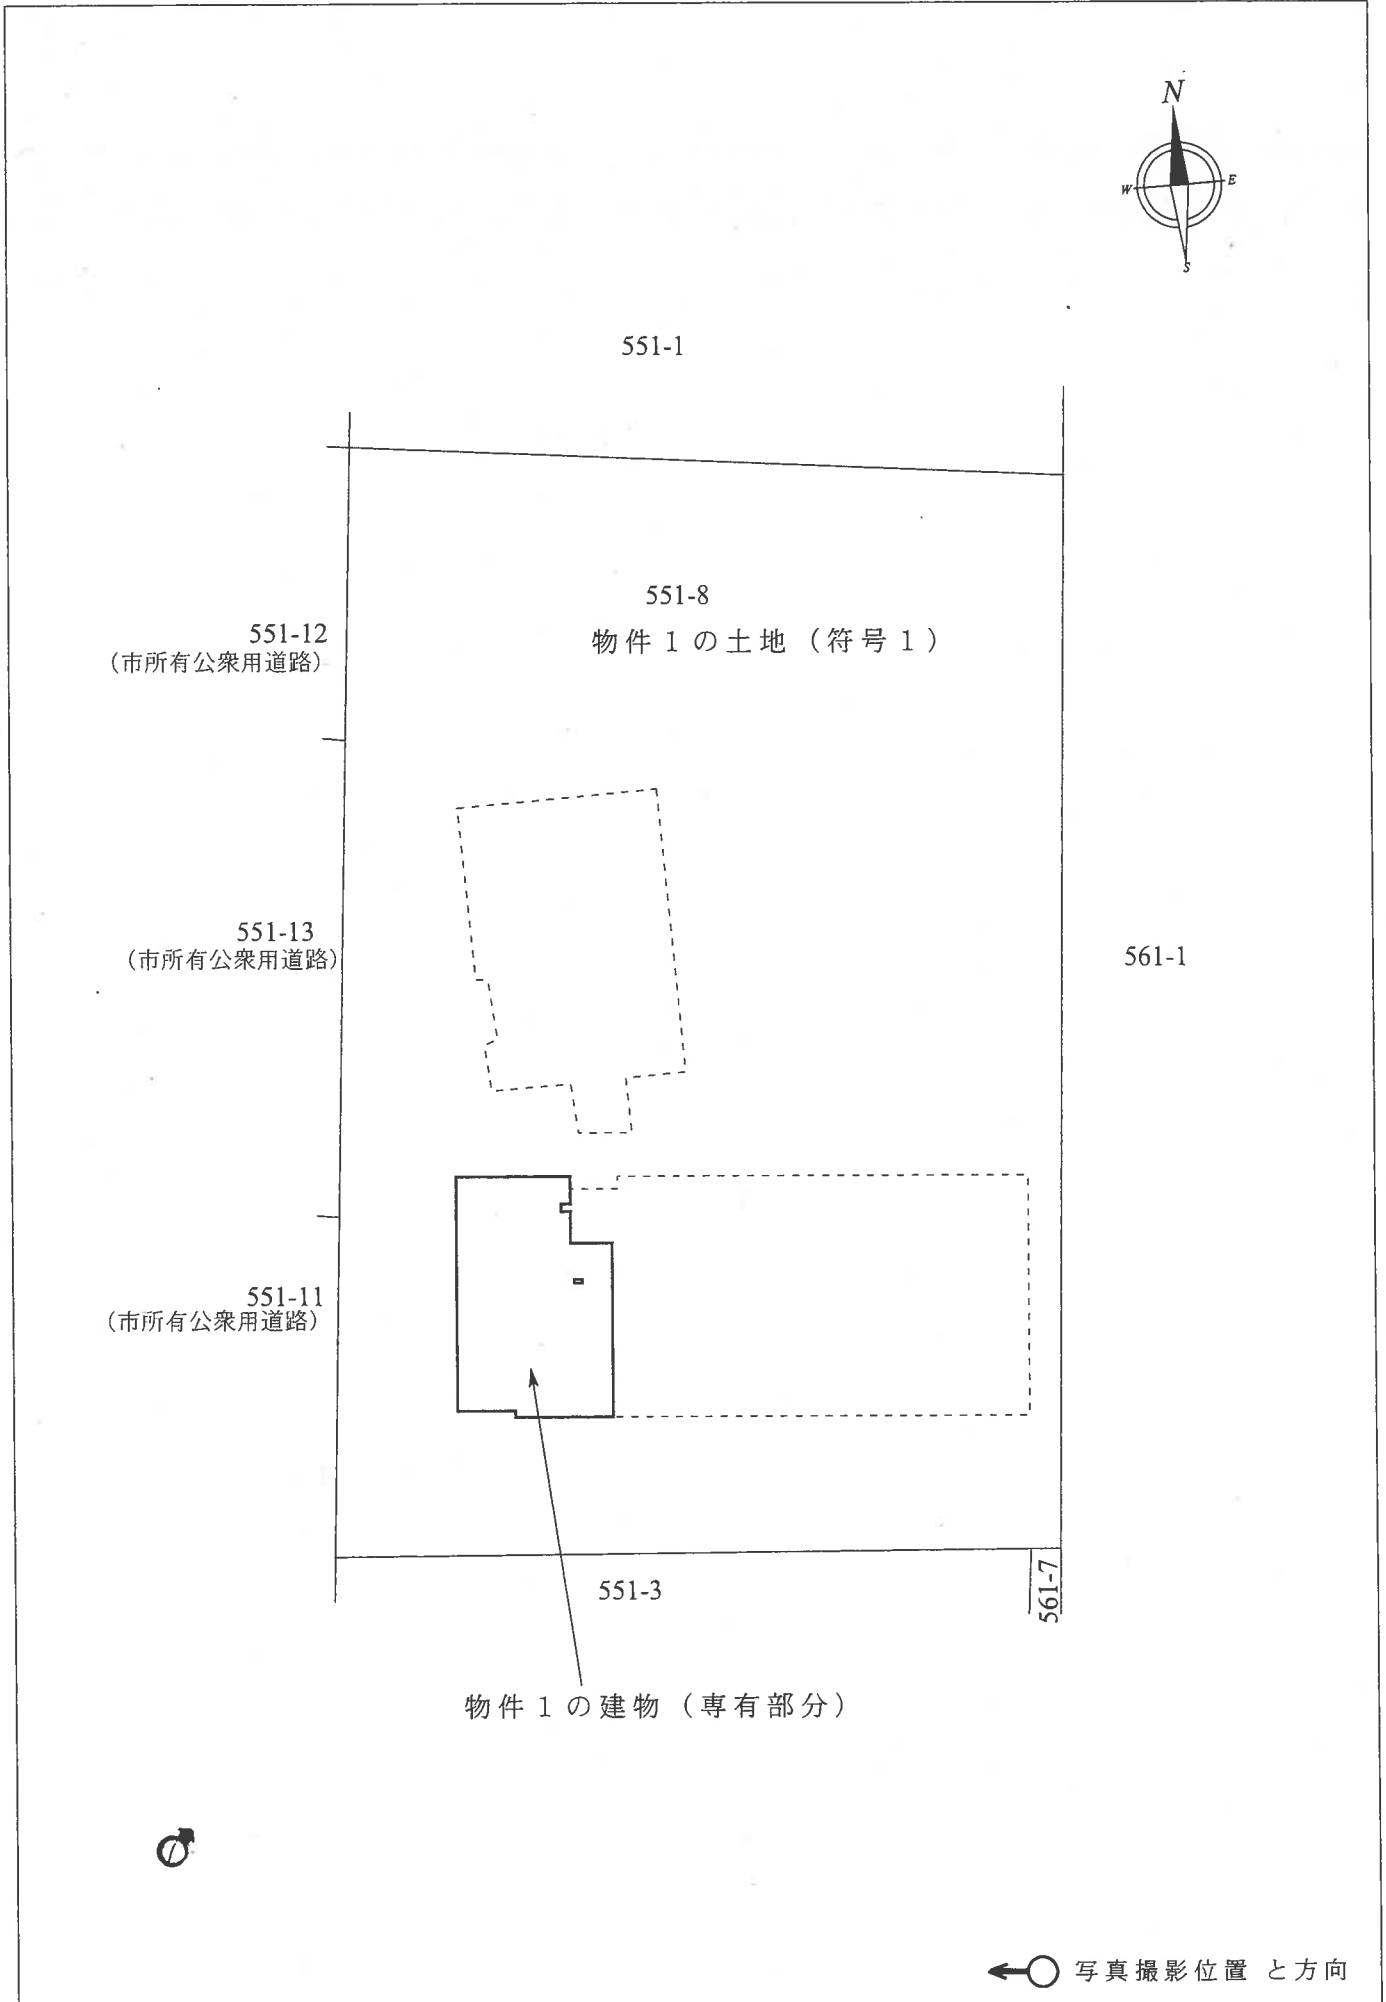 N
W
E
S
551-1
551-8
物件１の土地（符号１）
551-12
（市所有公衆用道路）
551-13
（市所有公衆用道路）
561-1
551-11
（市所有公衆用道路）
551-3
561-7
物件１の建物（専有部分）
1
写真撮影位置 と方向